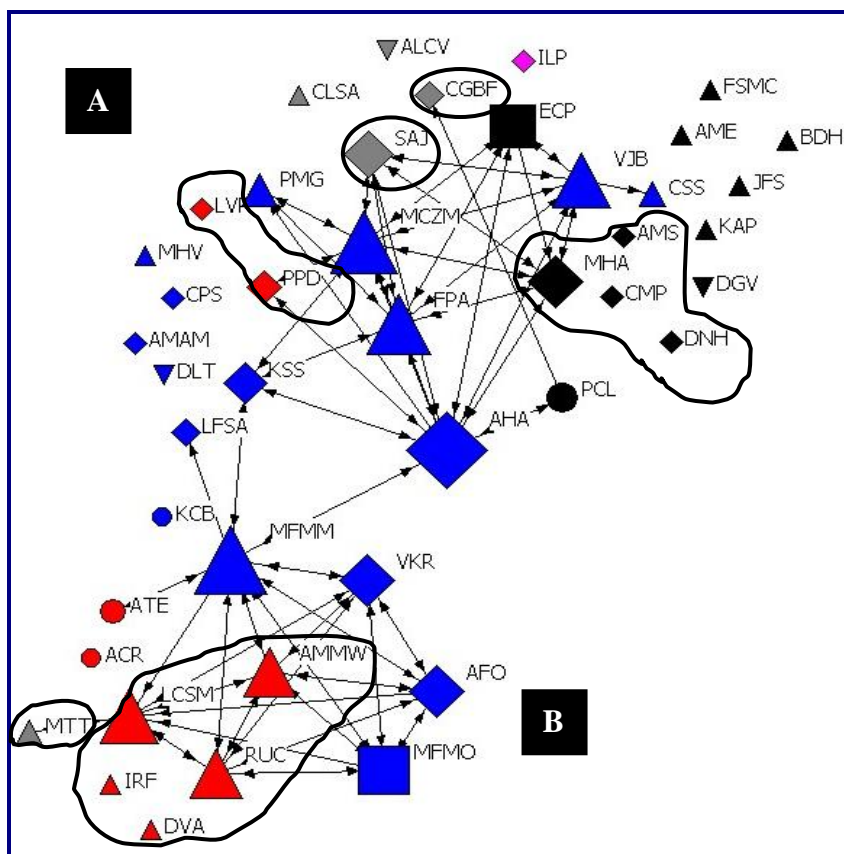 ALCV
ILP
A
CLSA
CGBF
FSMC
ECP
AME
BDH
SAJ
VJB
PMG
CSS
JFS
MCZM
AMS
KAP
MHV
PPD
MHA
CPS
CMP
DGV
FPA
AMAM
DNH
DLT
KSS
PCL
AHA
LFSA
KCB
MFMM
VKR
ATE
ACR
AMMW
LCSM
AFO
B
MTT
RUC
MFMO
IRF
DVA